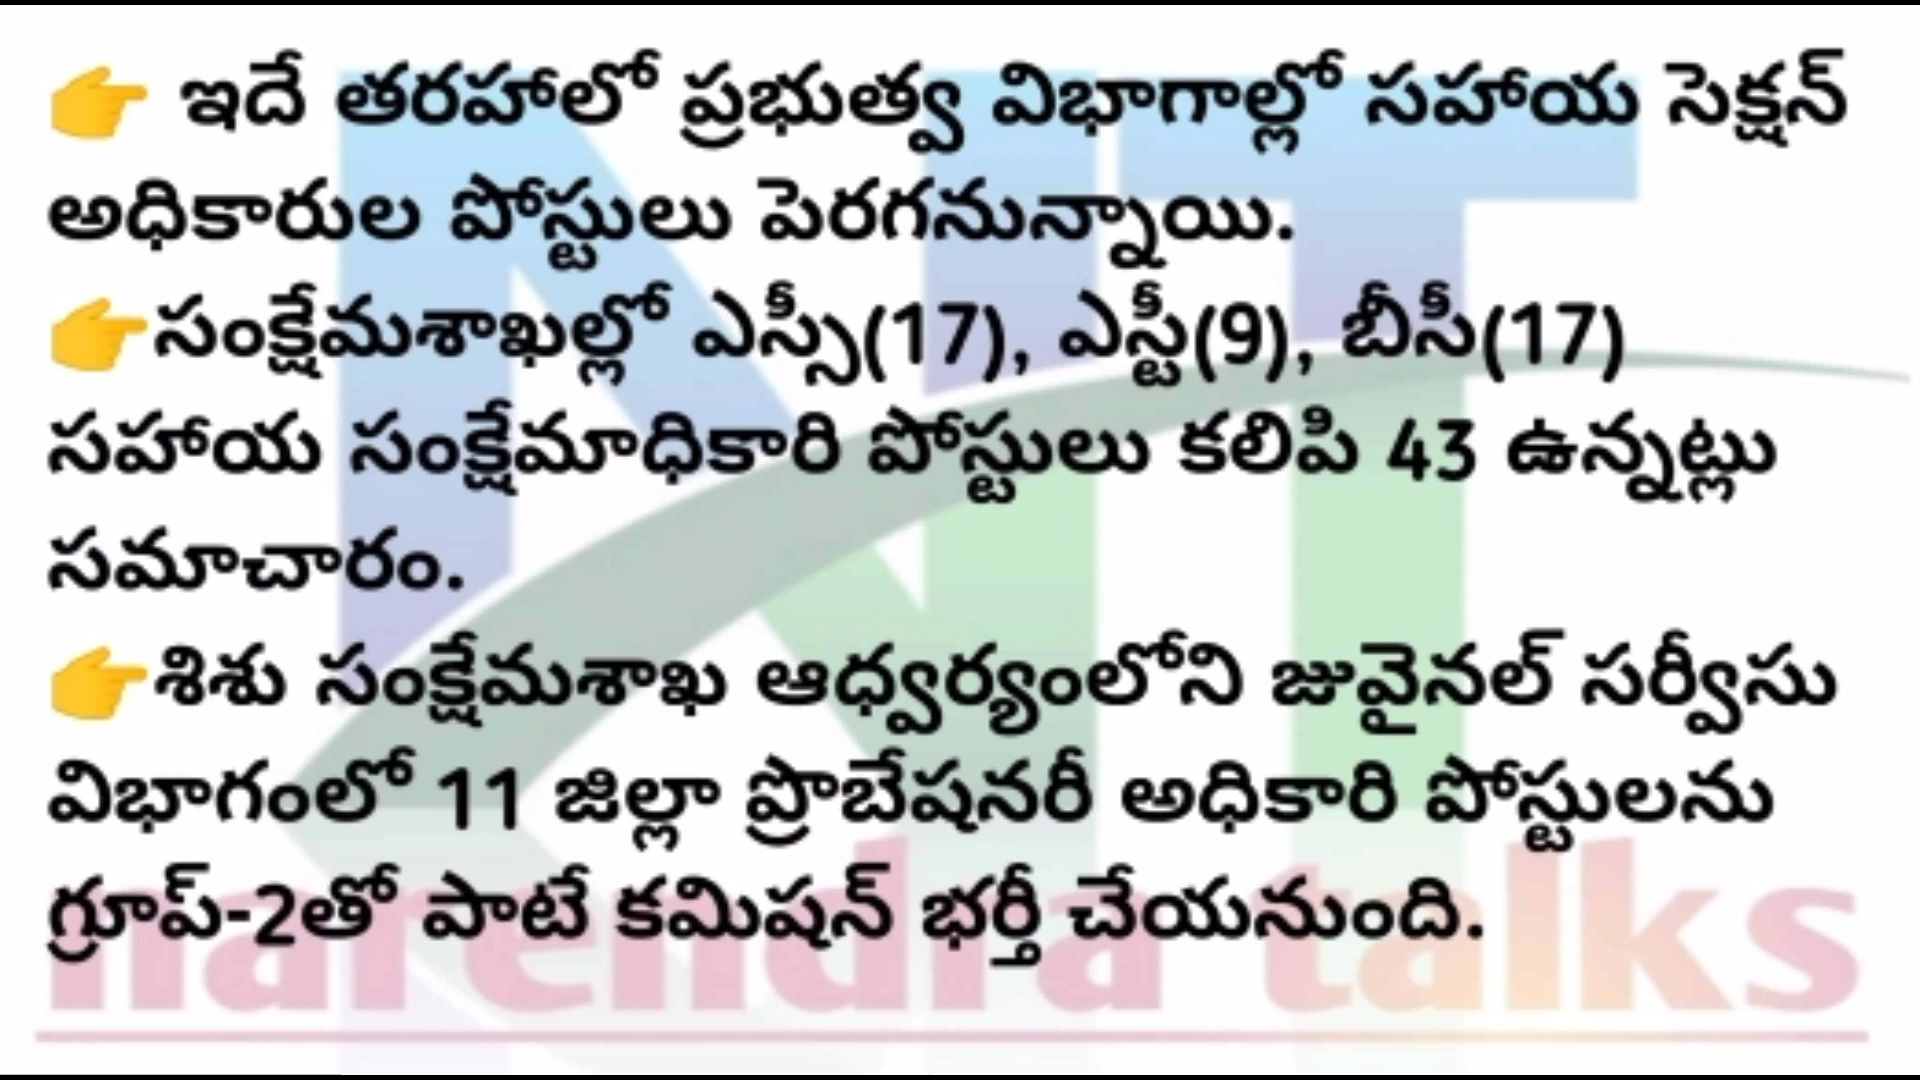 👉 ఇదే తరహాలో ప్రభుత్వ విభాగాల్లో సహాయ సెక్షన్
అధికారుల పోస్టులు పెరగనున్నాయి.
👉సంక్షేమశాఖల్లో ఎస్సీ(17), ఎస్టీ(9), బీసీ(17)
సహాయ సంక్షేమాధికారి పోస్టులు కలిపి 43 ఉన్నట్లు
సమాచారం.
👉శిశు సంక్షేమశాఖ ఆధ్వర్యంలోని జువైనల్ సర్వీసు
విభాగంలో 11 జిల్లా ప్రొబేషనరీ అధికారి పోస్టులను
గ్రూప్-2తో పాటే కమిషన్ భర్తీ చేయనుంది.
narendra talks